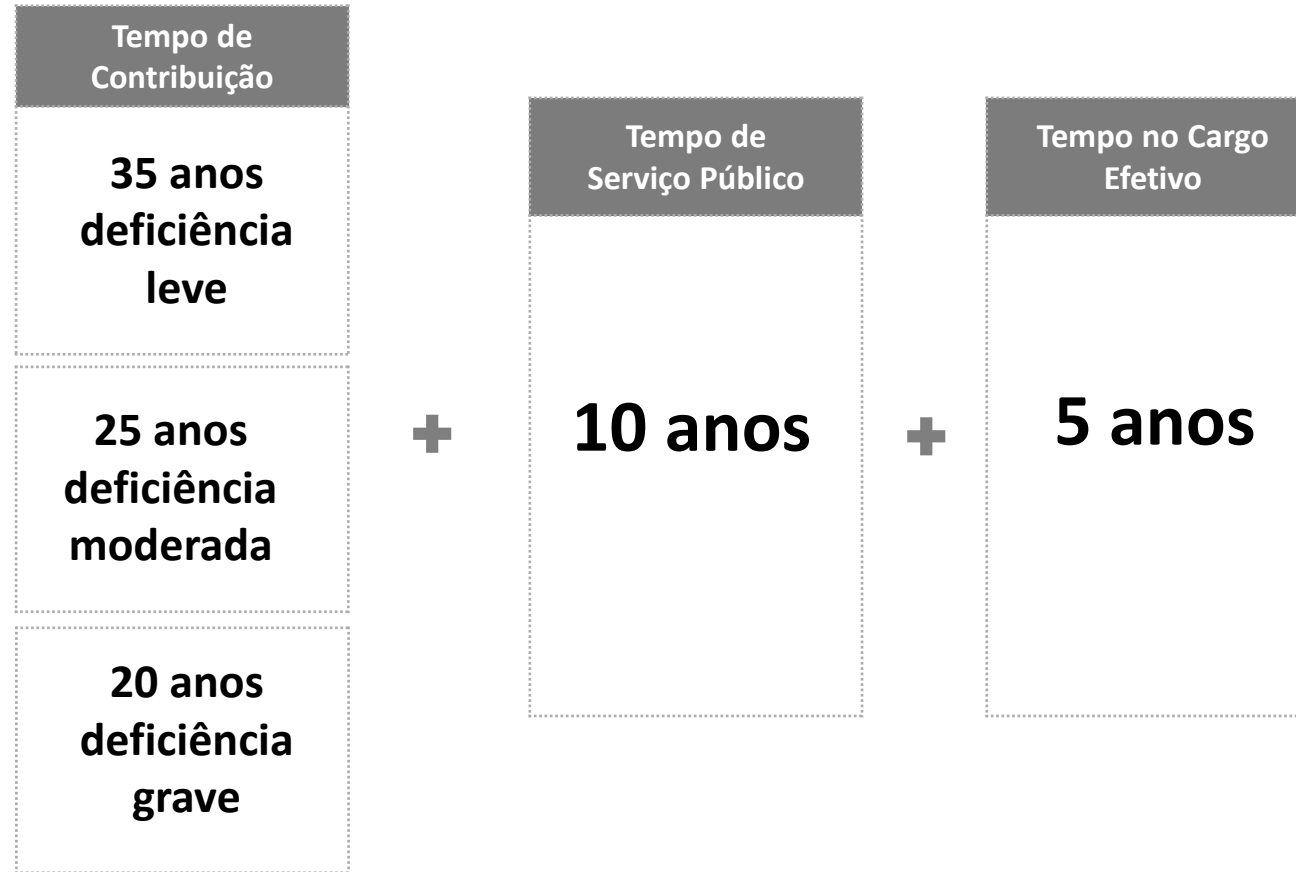 Tempo de
Contribuição
35 anos
deficiência
leve
25 anos
deficiência
moderada
20 anos
deficiência
grave
+
Tempo de
Serviço Público
10 anos
+
Tempo no Cargo
Efetivo
5 anos